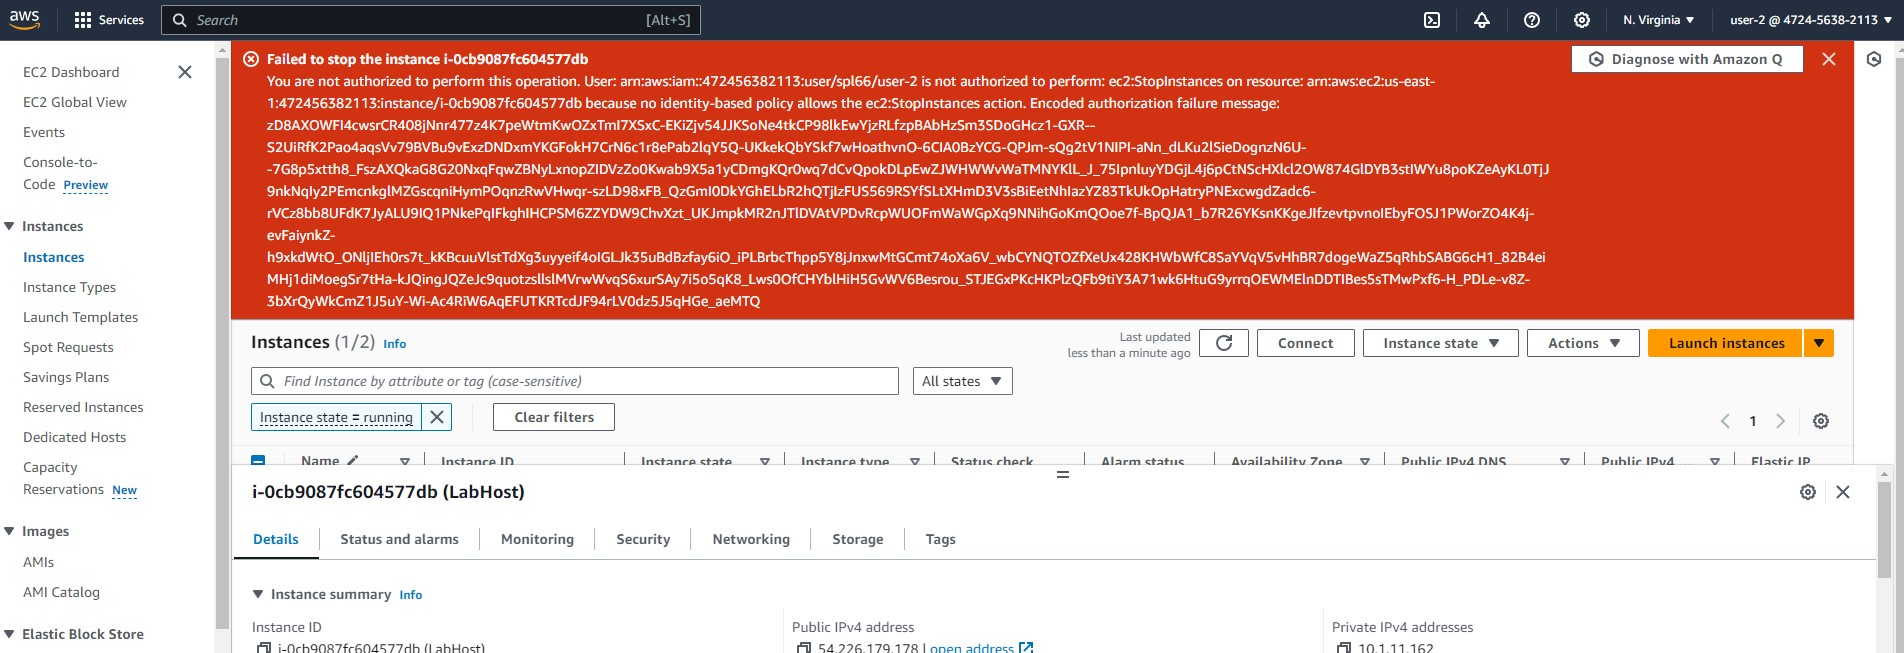 aws
Services
Search
[Alt+S]
N. Virginia
user-2 @ 4724-5638-2113
EC2 Dashboard
EC2 Global View
Events
Console-to-
Code Preview
Instances
Instances
Instance Types
Launch Templates
Spot Requests
Savings Plans
Reserved Instances
Dedicated Hosts
Capacity
Reservations New
Images
AMIs
AMI Catalog
Elastic Block Store
Failed to stop the instance i-0cb9087fc604577db
Diagnose with Amazon Q
You are not authorized to perform this operation. User: arn:aws:iam::472456382113:user/spl66/user-2 is not authorized to perform: ec2:StopInstances on resource: arn:aws:ec2:us-east-
1:472456382113:instance/i-0cb9087fc604577db because no identity-based policy allows the ec2:StopInstances action. Encoded authorization failure message:
zD8AXOWFI4cwsrCR408jNnr477z4K7peWtmKwOZxTmI7XSxC-EKiZjv54JJKSoNe4tkCP98lkEwYjzRLfzpBAbHzSm3SDoGHcz1-GXR--
S2UiRfK2Pao4aqsVv79BVBu9vExzDNDxmYKGFokH7CrN6c1r8ePab2lqY5Q-UKkekQbYSkf7wHoathvnO-6CIA0BzYCG-QPJm-sQg2tV1NIPI-aNn_dLKu2lSieDognzN6U-
-7G8p5xtth8_FszAXQkaG8G20NxqFqwZBNyLxnopZIDVzZo0Kwab9X5a1yCDmgKQr0wq7dCvQpokDLpEwZJWHWWvWaTMNYKlL_J_75IpnluyYDGjL4j6pCtNScHXlcl2OW874GlDYB3stIWYu8poKZeAyKL0TjJ
9nkNqIy2PEmcnkglMZGscqniHymPOqnzRwVHwqr-szLD98xFB_QzGmI0DkYGhELbR2hQTjIzFUS569RSYfSLtXHmD3V3sBiEetNhIazYZ83TkUkOpHatryPNExcwgdZadc6-
rVCz8bb8UFdK7JyALU9IQ1PNkePqIFkghIHCPSM6ZZYDW9ChvXzt_UKJmpkMR2nJTlDVAtVPDvRcpWUOFmWaWGpXq9NNihGoKmQOoe7f-BpQJA1_b7R26YKsnKKgeJIfzevtpvnoIEbyFOSJ1PWorZO4K4j-
evFaiynkZ-
h9xkdWtO_ONljIEh0rs7t_kKBcuuVlstTdXg3uyyeif4oIGLJk35uBdBzfay6iO_iPLBrbcThpp5Y8jJnxwMtGCmt74oXa6V_wbCYNQTOZfXeUx428KHWbWfC8SaYVqV5vHhBR7dogeWaZ5qRhbSABG6cH1_82B4ei
MHj1diMoegSr7tHa-kJQingJQZeJc9quotzsllslMVrwWvqS6xurSAy7i5o5qK8_Lws0OfCHYblHiH5GvWV6Besrou_STJEGxPKcHKPlzQFb9tiY3A71wk6HtuG9yrrqOEWMElnDDTIBes5sTMwPxf6-H_PDLe-v8Z-
3bXrQyWkCmZ1J5uY-Wi-Ac4RiW6AqEFUTKRTcdJF94rLV0dz5J5qHGe_aeMTQ
Instances (1/2) Info
Last updated
less than a minute ago
Connect
Instance state
Actions
Launch instances
Find Instance by attribute or tag (case-sensitive)
All states
Instance state = running
Clear filters
1
Name
Instance ID
Instance state
Instance type
Status check
Alarm status
Availability Zone
Public IPv4 DNS
Public IPv4 ...
Elastic IP
i-0cb9087fc604577db (LabHost)
Details
Status and alarms
Monitoring
Security
Networking
Storage
Tags
Instance summary Info
Instance ID
Public IPv4 address
Private IPv4 addresses
i-0cb9087fc604577db (LabHost)
54.226.179.178 | open address
10.1.11.162